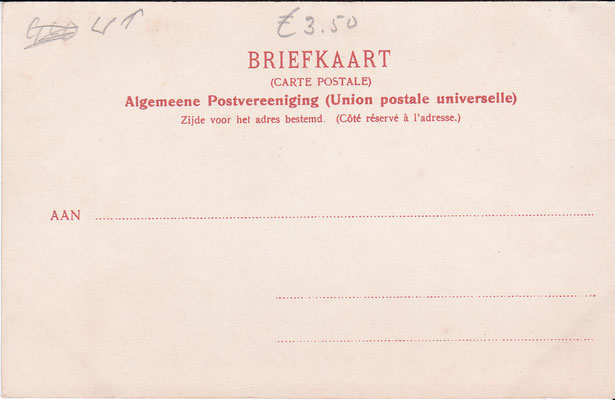 £3.50
BRIEFKAART
(CARTE POSTALE)
Algemeene Postvereeniging (Union postale universelle)
Zijde voor het adres bestemd. (Côté réservé à l'adresse.)
AAN